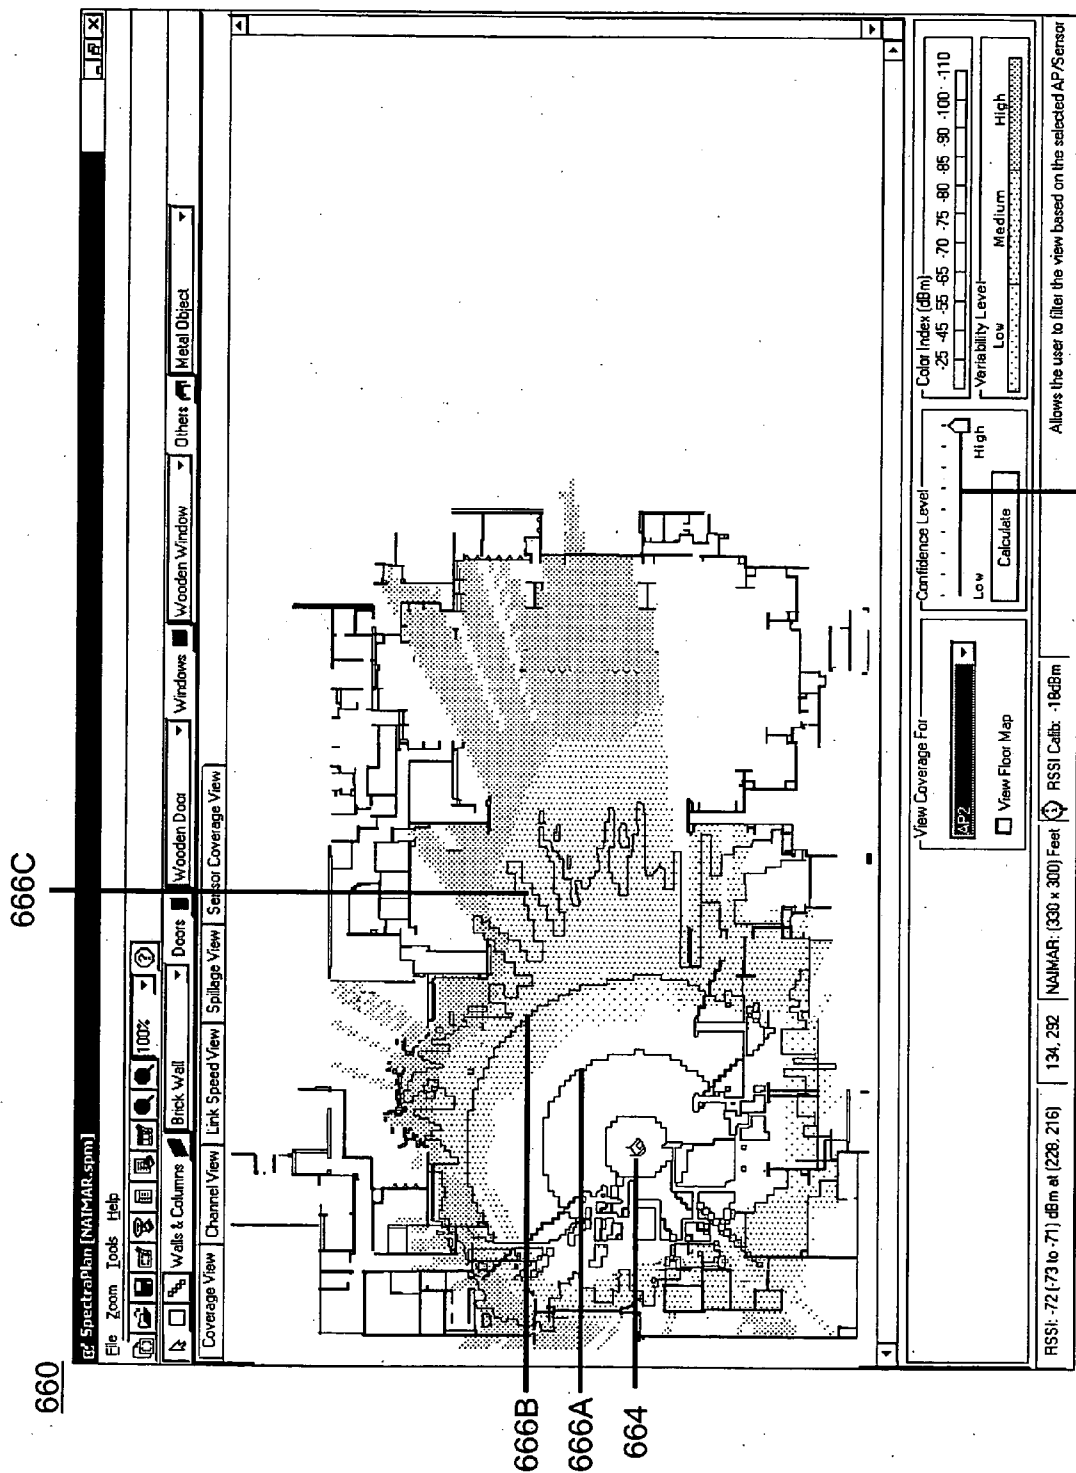 660
SpectraPlan [NAIMAR.spm]
File Zoom Tools Help
100%
Walls & Columns Brick Wall Doors Wooden Door Windows Wooden Window Others Metal Object
Coverage View Channel View Link Speed View Spillage View Sensor Coverage View
666C
666B
666A
664
View Coverage For
AP2
View Floor Map
Confidence Level
Low High
Calculate
Color Index (dBm)
-25 -45 -55 -65 -70 -75 -80 -85 -90 -100 -110
Variability Level
Low Medium High
RSSI: -72 [-73 to -71] dBm at (228, 216) 134, 292 NAIMAR: (330 x 300) Feet RSSI Calib: -18dBm Allows the user to filter the view based on the selected AP/Sensor